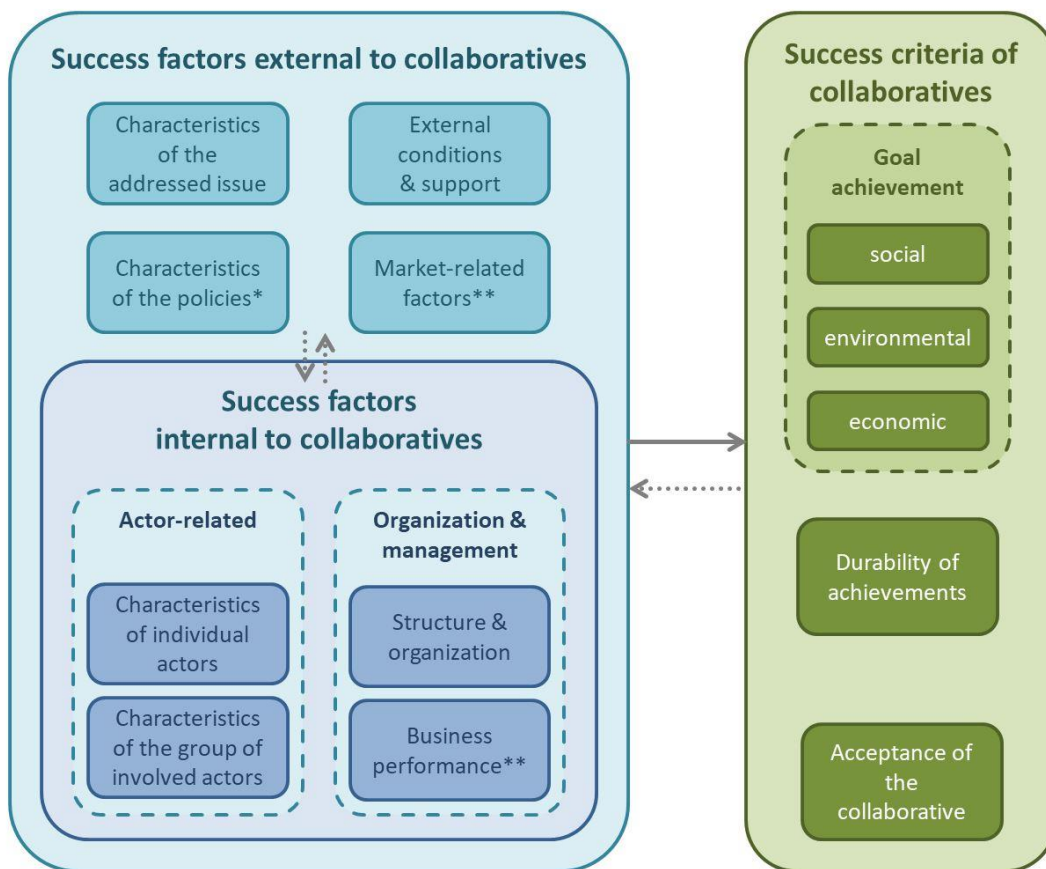 Success factors external to collaboratives
Characteristics
of the
addressed issue
External
conditions
& support
Characteristics
of the policies*
Market-related
factors**
Success factors
internal to collaboratives
Actor-related
Characteristics
of individual
actors
Characteristics
of the group of
involved actors
Organization &
management
Structure &
organization
Business
performance**
Success criteria of
collaboratives
Goal
achievement
social
environmental
economic
Durability of
achievements
Acceptance of
the
collaborative